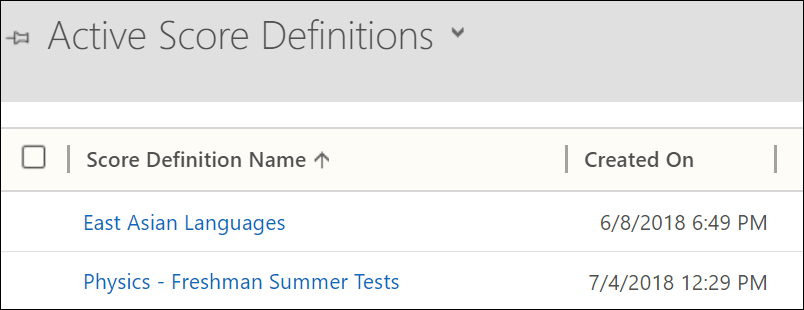 Active Score Definitions
Score Definition Name Created On
East Asian Languages 6/8/2018 6:49 PM
Physics - Freshman Summer Tests 7/4/2018 12:29 PM